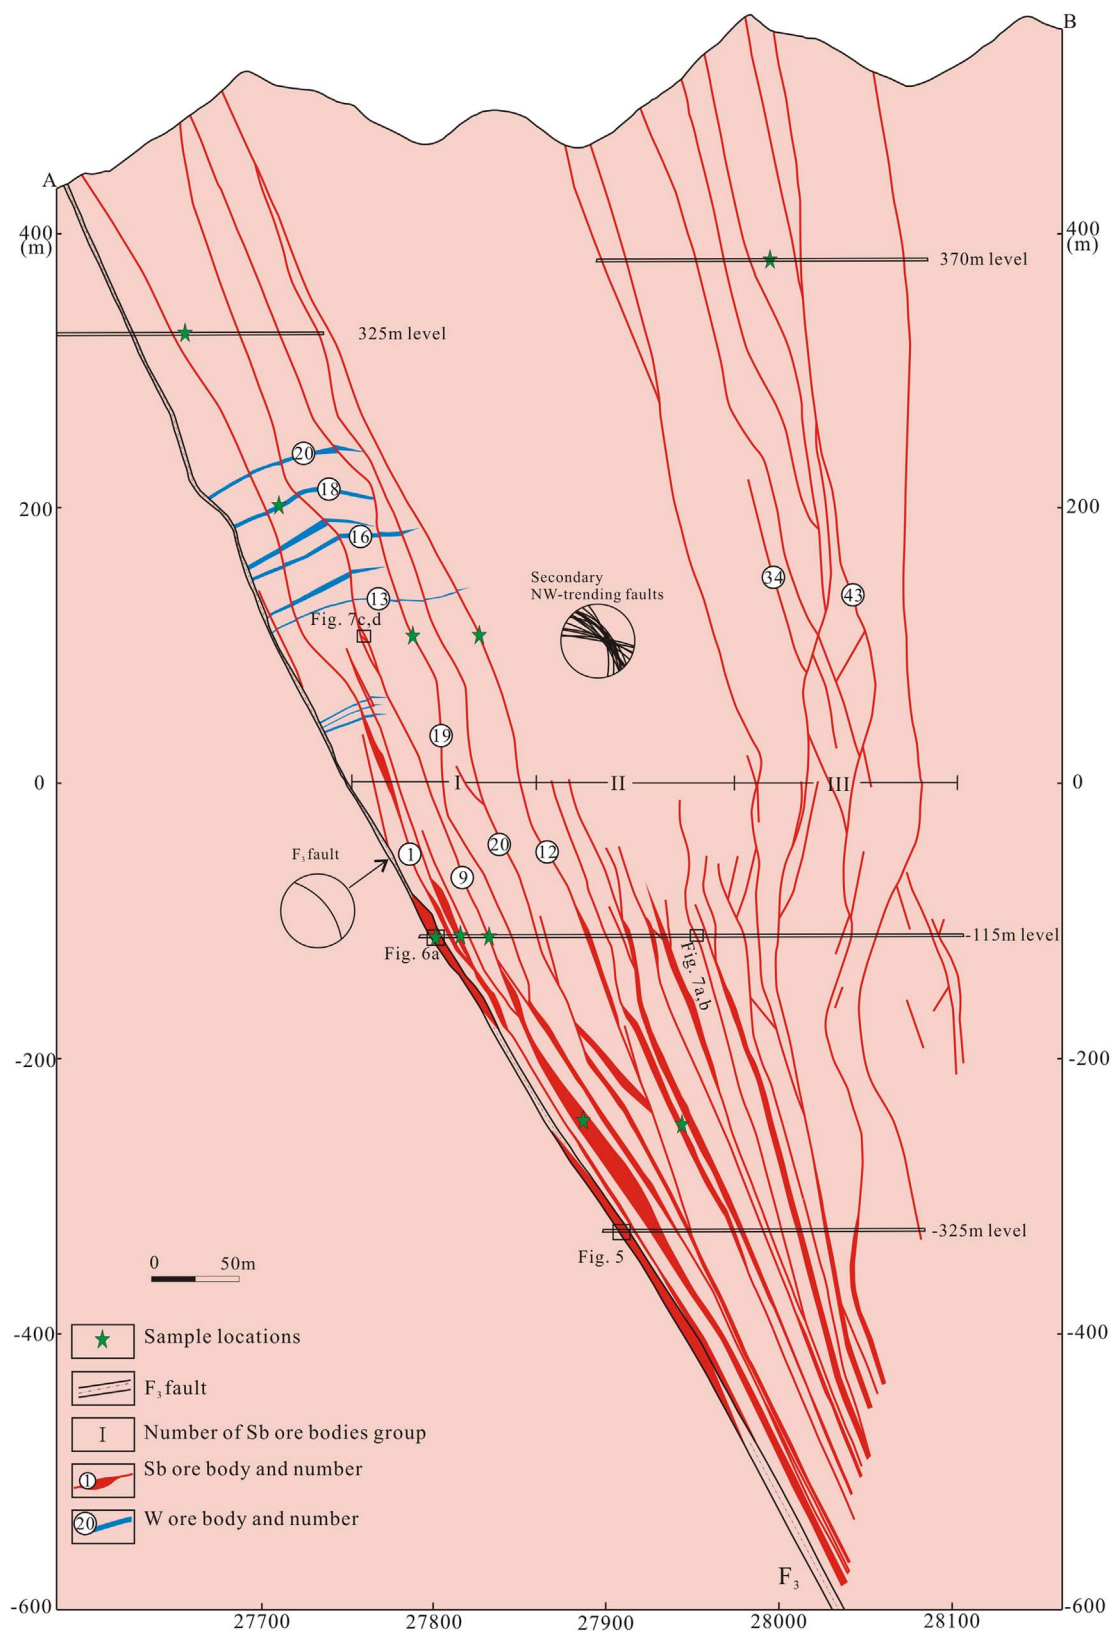 B
A
400
(m)
400
(m)
370m level
325m level
20
18
200
200
16
Secondary
NW-trending faults
34
43
13
Fig. 7c,d
19
0
I
II
III
0
20
12
1
F3 fault
9
-115m level
Fig. 6a
Fig. 7a,b
-200
-200
-325m level
Fig. 5
0
50m
-400
-400
Sample locations
F3 fault
I
Number of Sb ore bodies group
1
Sb ore body and number
20
W ore body and number
F3
-600
-600
27700
27800
27900
28000
28100